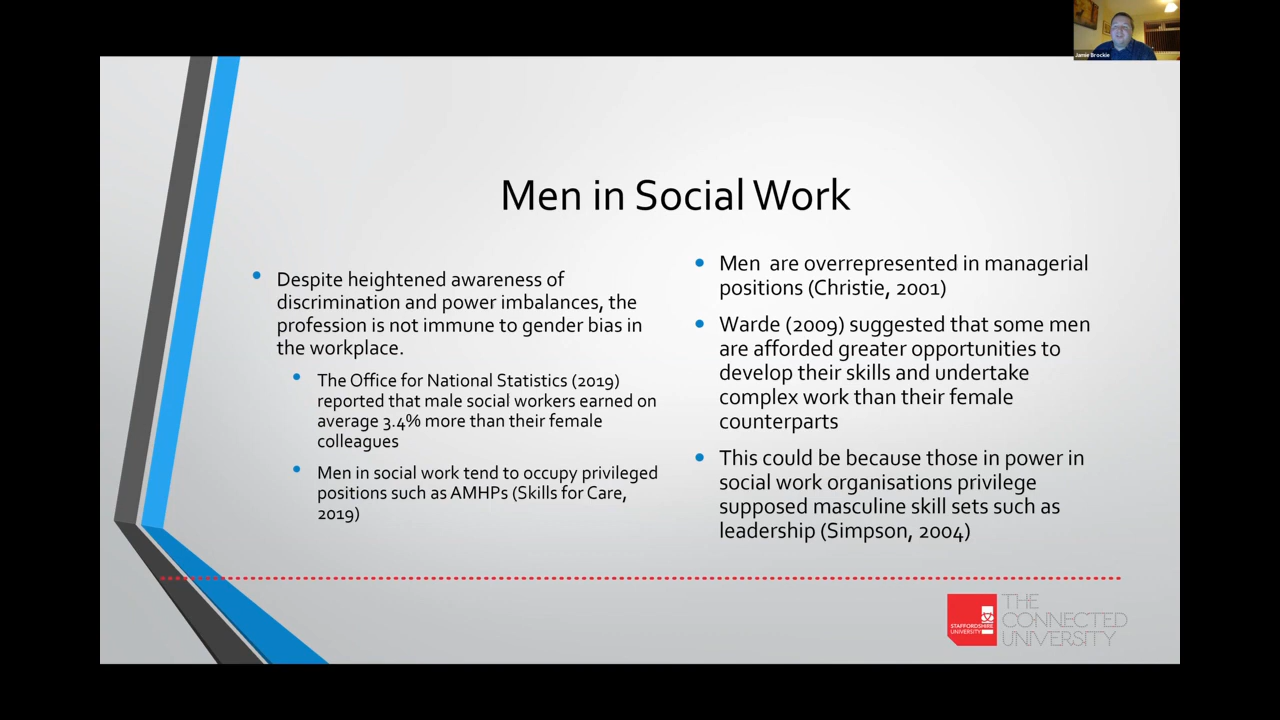 Jamie Brockie
Men in Social Work
Despite heightened awareness of
discrimination and power imbalances, the
profession is not immune to gender bias in
the workplace.
The Office for National Statistics (2019)
reported that male social workers earned on
average 3.4% more than their female
colleagues
Men in social work tend to occupy privileged
positions such as AMHPs (Skills for Care,
2019)
Men are overrepresented in managerial
positions (Christie, 2001)
Warde (2009) suggested that some men
are afforded greater opportunities to
develop their skills and undertake
complex work than their female
counterparts
This could be because those in power in
social work organisations privilege
supposed masculine skill sets such as
leadership (Simpson, 2004)
STAFFORDSHIRE
UNIVERSITY
THE
CONNECTED
UNIVERSITY